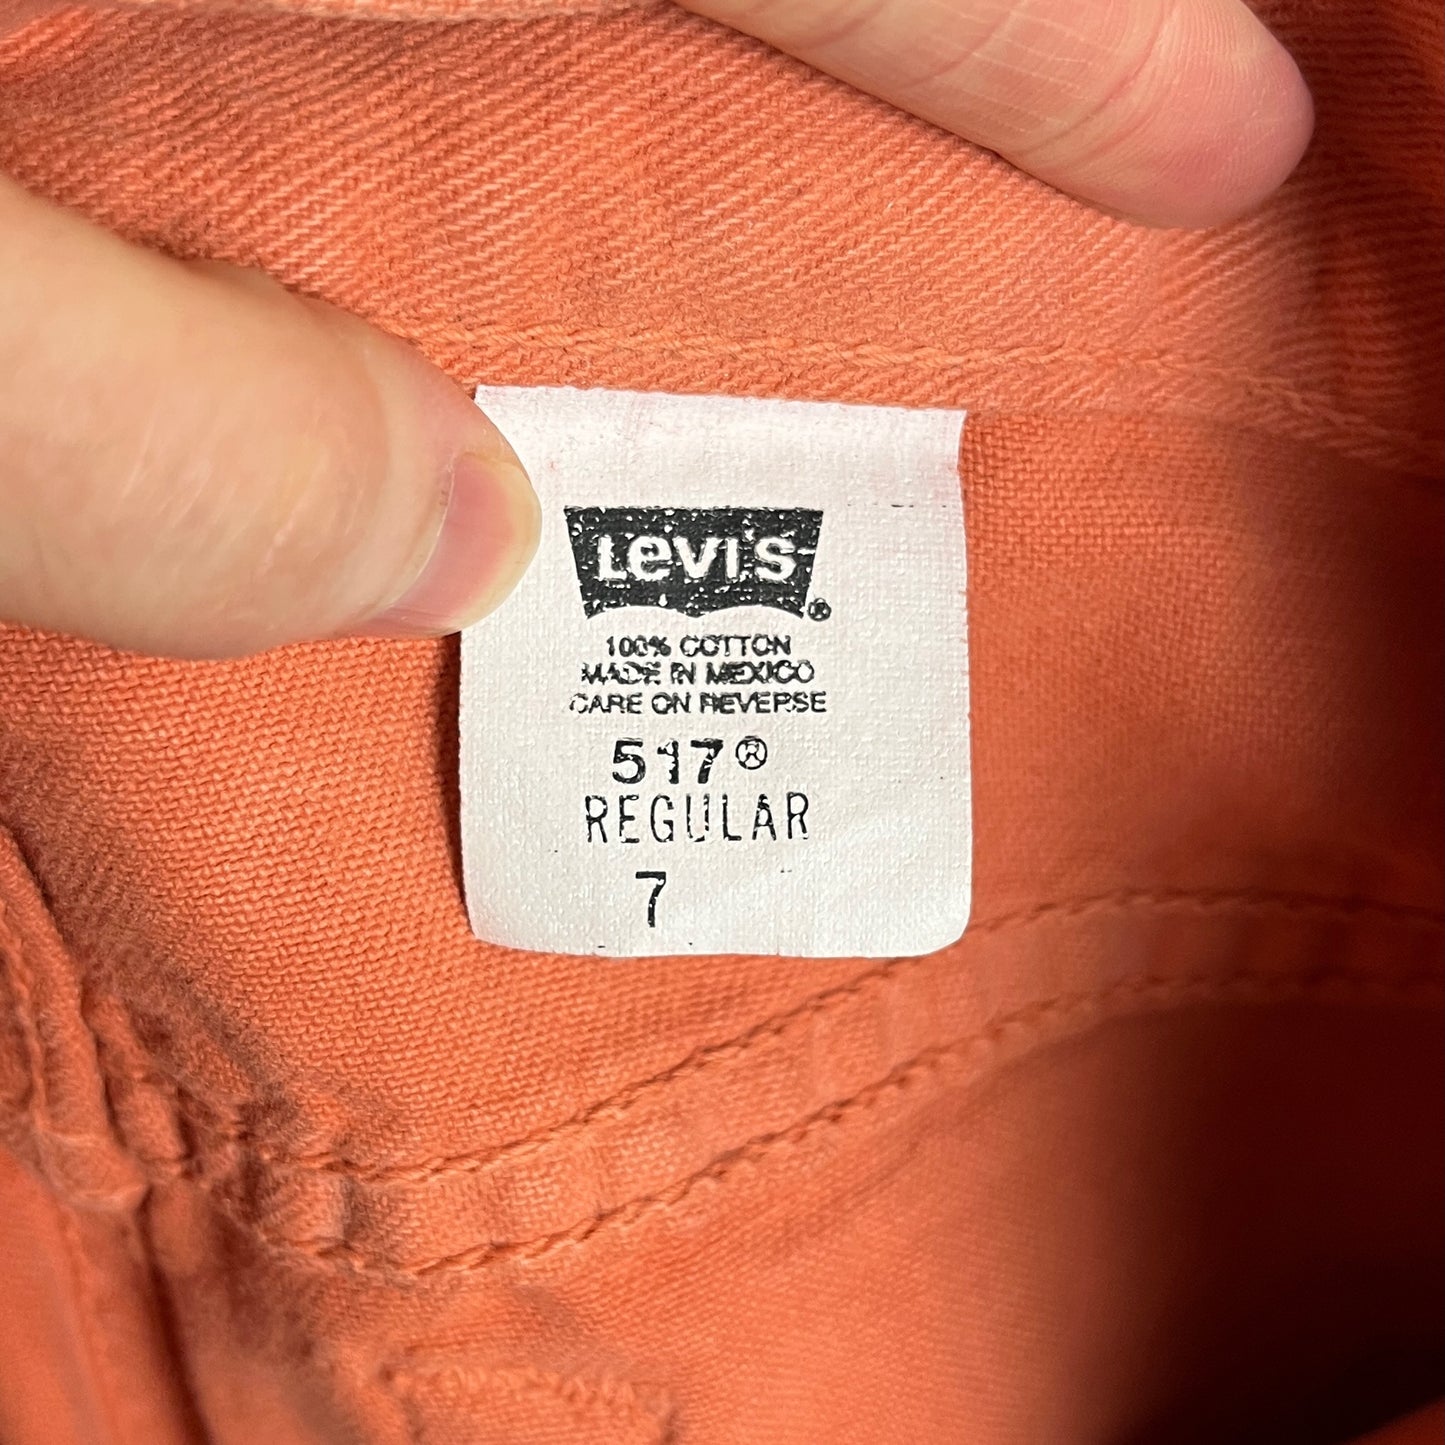 Levi's®
100% COTTON
MADE IN MEXICO
CARE ON REVERSE
517®
REGULAR
7